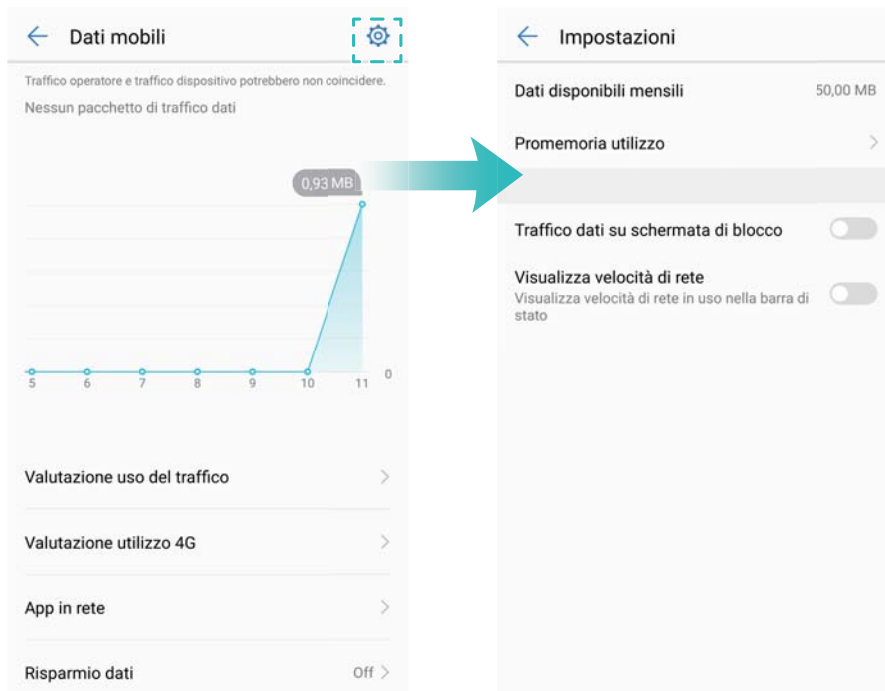 Dati mobili
Traffico operatore e traffico dispositivo potrebbero non coincidere.
Nessun pacchetto di traffico dati
0,93 MB
0
5 6 7 8 9 10 11
Valutazione uso del traffico
Valutazione utilizzo 4G
App in rete
Risparmio dati Off
Impostazioni
Dati disponibili mensili 50,00 MB
Promemoria utilizzo
Traffico dati su schermata di blocco
Visualizza velocità di rete
Visualizza velocità di rete in uso nella barra di
stato